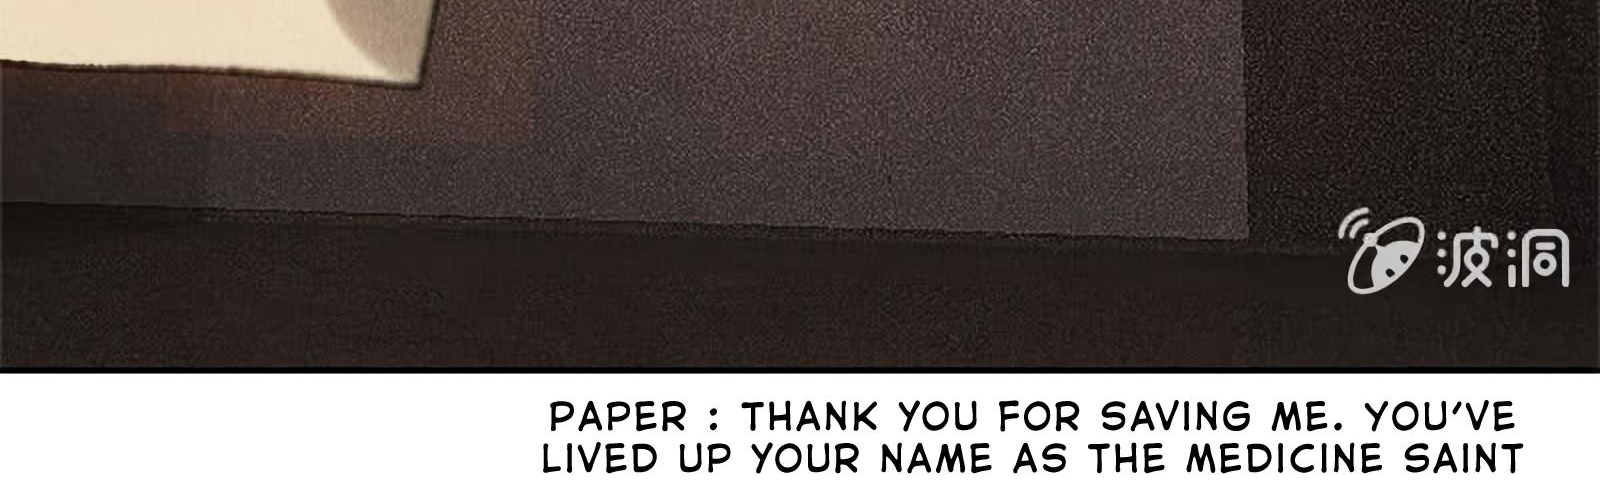 波洞
PAPER : THANK YOU FOR SAVING ME. YOU'VE
LIVED UP YOUR NAME AS THE MEDICINE SAINT